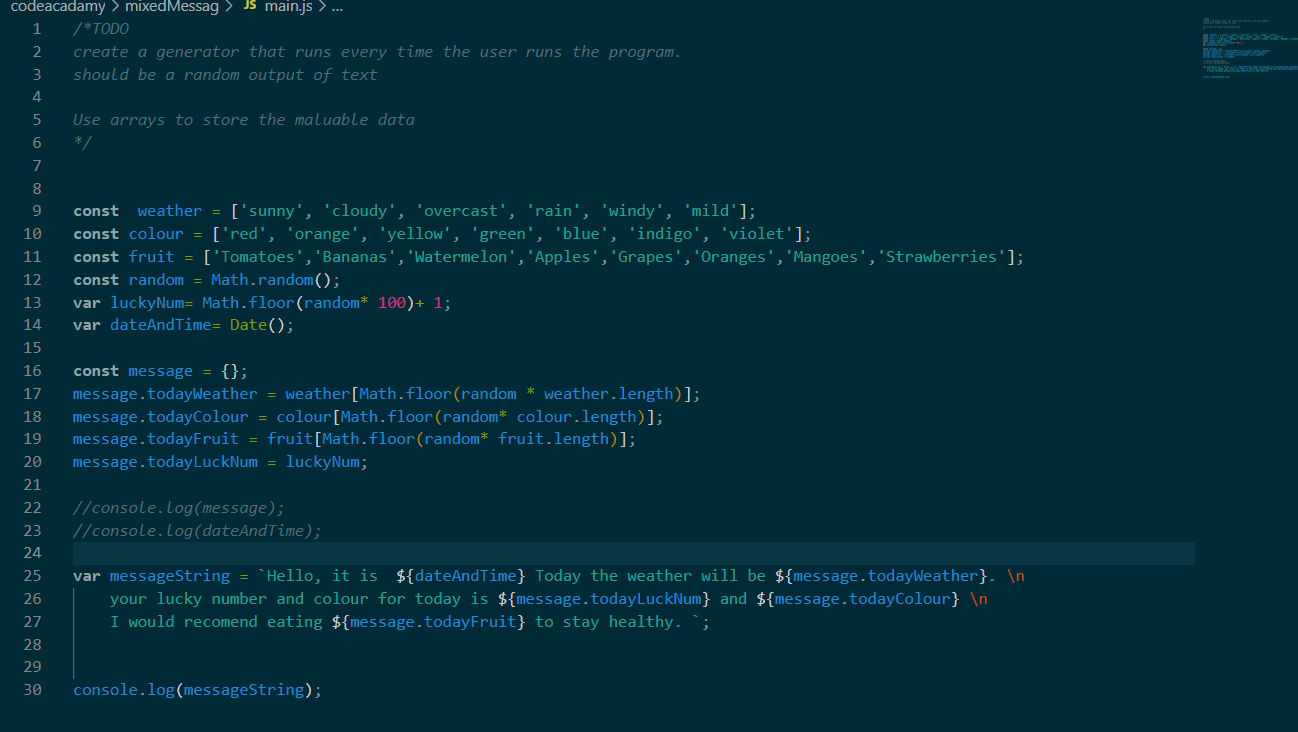 codeacadamy > mixedMessag > JS main.js > ...
1 /*TODO
2 create a generator that runs every time the user runs the program.
3 should be a random output of text
4
5 Use arrays to store the maluable data
6 */
7
8
9 const  weather = ['sunny', 'cloudy', 'overcast', 'rain', 'windy', 'mild'];
10 const colour = ['red', 'orange', 'yellow', 'green', 'blue', 'indigo', 'violet'];
11 const fruit = ['Tomatoes','Bananas','Watermelon','Apples','Grapes','Oranges','Mangoes','Strawberries'];
12 const random = Math.random();
13 var luckyNum= Math.floor(random* 100)+ 1;
14 var dateAndTime= Date();
15
16 const message = {};
17 message.todayWeather = weather[Math.floor(random * weather.length)];
18 message.todayColour = colour[Math.floor(random* colour.length)];
19 message.todayFruit = fruit[Math.floor(random* fruit.length)];
20 message.todayLuckNum = luckyNum;
21
22 //console.log(message);
23 //console.log(dateAndTime);
24
25 var messageString = `Hello, it is  ${dateAndTime} Today the weather will be ${message.todayWeather}. \n
26     your lucky number and colour for today is ${message.todayLuckNum} and ${message.todayColour} \n
27     I would recomend eating ${message.todayFruit} to stay healthy. `;
28
29
30 console.log(messageString);